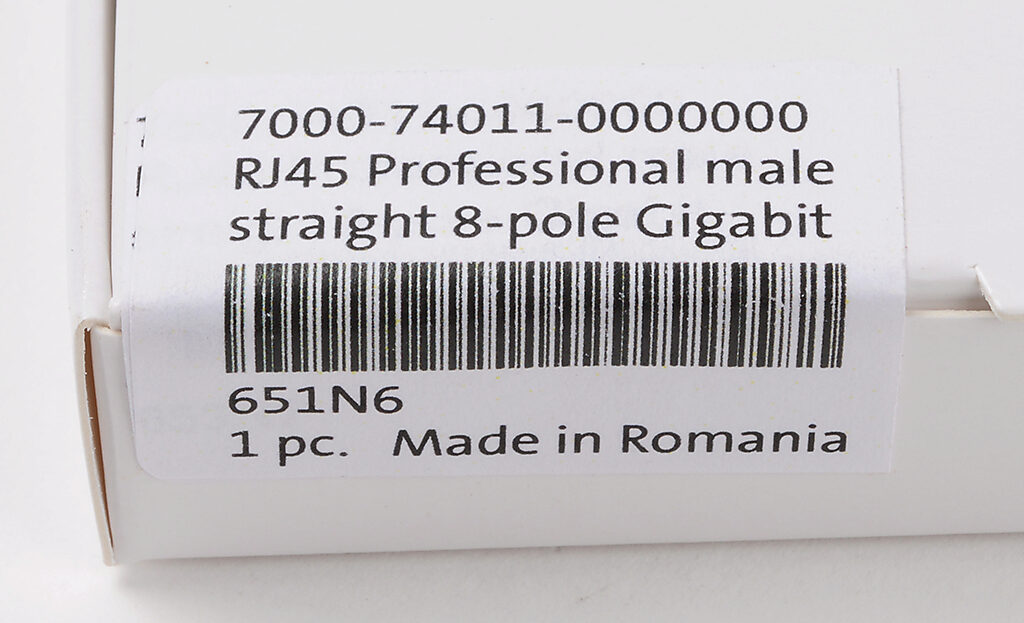 7000-74011-0000000
RJ45 Professional male
straight 8-pole Gigabit
651N6
1 pc. Made in Romania